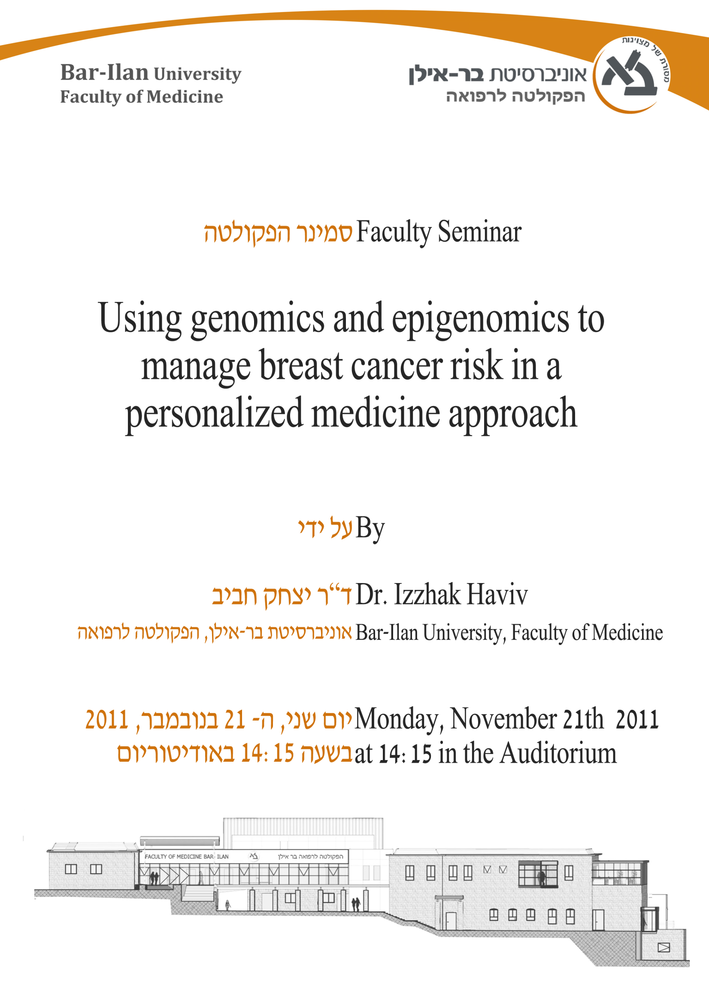 Bar-Ilan University
Faculty of Medicine
אוניברסיטת בר-אילן
הפקולטה לרפואה
מסורת של מצוינות
בא
סמינר הפקולטה Faculty Seminar
Using genomics and epigenomics to
manage breast cancer risk in a
personalized medicine approach
על ידי By
ד“ר יצחק חביב Dr. Izzhak Haviv
אוניברסיטת בר-אילן, הפקולטה לרפואה Bar-Ilan University, Faculty of Medicine
יום שני, ה- 21 בנובמבר, 2011 Monday, November 21th 2011
בשעה 14:15 באודיטוריום at 14:15 in the Auditorium
FACULTY OF MEDICINE BAR-ILAN בא הפקולטה לרפואה בר אילן